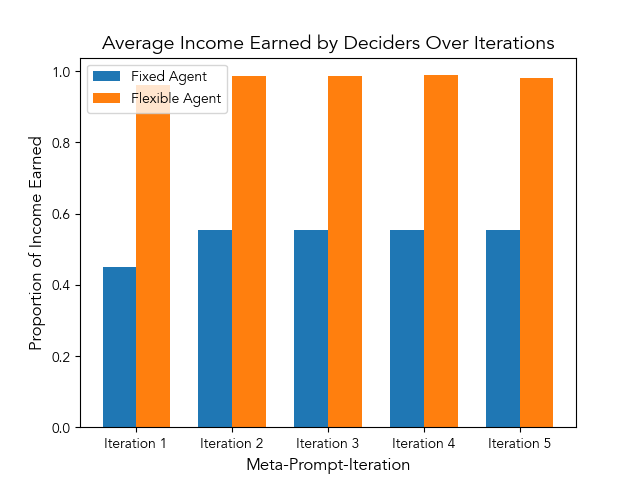 Average Income Earned by Deciders Over Iterations
Fixed Agent
Flexible Agent
Proportion of Income Earned
1.0
0.8
0.6
0.4
0.2
0.0
Iteration 1 Iteration 2 Iteration 3 Iteration 4 Iteration 5
Meta-Prompt-Iteration